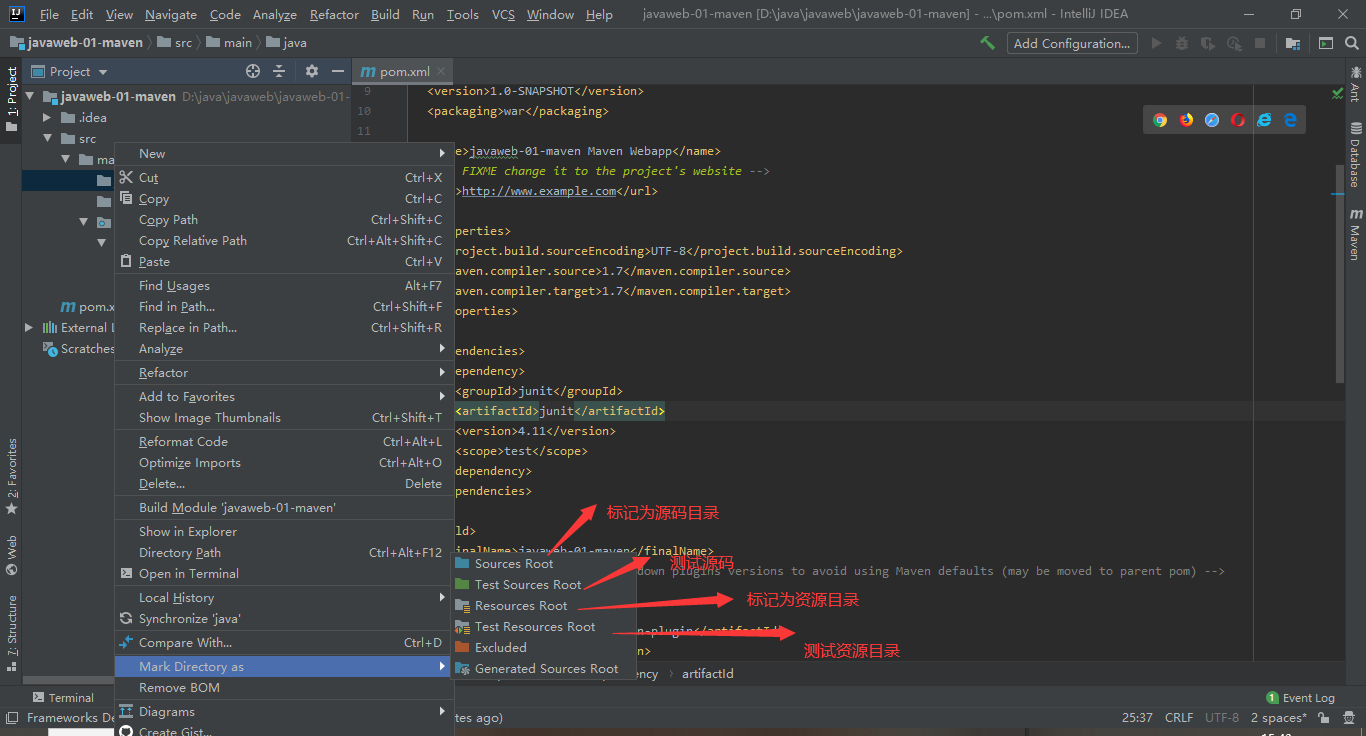 File Edit View Navigate Code Analyze Refactor Build Run Tools VCS Window Help javaweb-01-maven [D:\java\javaweb\javaweb-01-maven] - ...\pom.xml - IntelliJ IDEA
javaweb-01-maven src main java Add Configuration...
1: Project
Project
pom.xml
javaweb-01-maven D:\java\javaweb\javaweb-01-
.idea
src
ma
pom.x
External L
Scratches
2: Favorites
Web
7: Structure
9 <version>1.0-SNAPSHOT</version>
10 <packaging>war</packaging>
11
e>javaweb-01-maven Maven Webapp</name>
FIXME change it to the project's website -->
>http://www.example.com</url>
perties>
roject.build.sourceEncoding>UTF-8</project.build.sourceEncoding>
aven.compiler.source>1.7</maven.compiler.source>
aven.compiler.target>1.7</maven.compiler.target>
operties>
endencies>
ependency>
<groupId>junit</groupId>
<artifactId>junit</artifactId>
<version>4.11</version>
<scope>test</scope>
dependency>
pendencies>
ld>
inalName>javaweb-01-maven</finalName>
down plugins versions to avoid using Maven defaults (may be moved to parent pom) -->
n-plugin</artifactId
n>
ency artifactId
New
Cut Ctrl+X
Copy Ctrl+C
Copy Path Ctrl+Shift+C
Copy Relative Path Ctrl+Alt+Shift+C
Paste Ctrl+V
Find Usages Alt+F7
Find in Path... Ctrl+Shift+F
Replace in Path... Ctrl+Shift+R
Analyze
Refactor
Add to Favorites
Show Image Thumbnails Ctrl+Shift+T
Reformat Code Ctrl+Alt+L
Optimize Imports Ctrl+Alt+O
Delete... Delete
Build Module 'javaweb-01-maven'
Show in Explorer
Directory Path Ctrl+Alt+F12
Open in Terminal
Local History
Synchronize 'java'
Compare With... Ctrl+D
Mark Directory as
Remove BOM
Diagrams
Create Gist...
Sources Root
Test Sources Root
Resources Root
Test Resources Root
Excluded
Generated Sources Root
标记为源码目录
测试源码
标记为资源目录
测试资源目录
Ant
Database
Maven
Terminal
1 Event Log
Frameworks De
tes ago)
25:37 CRLF UTF-8 2 spaces*